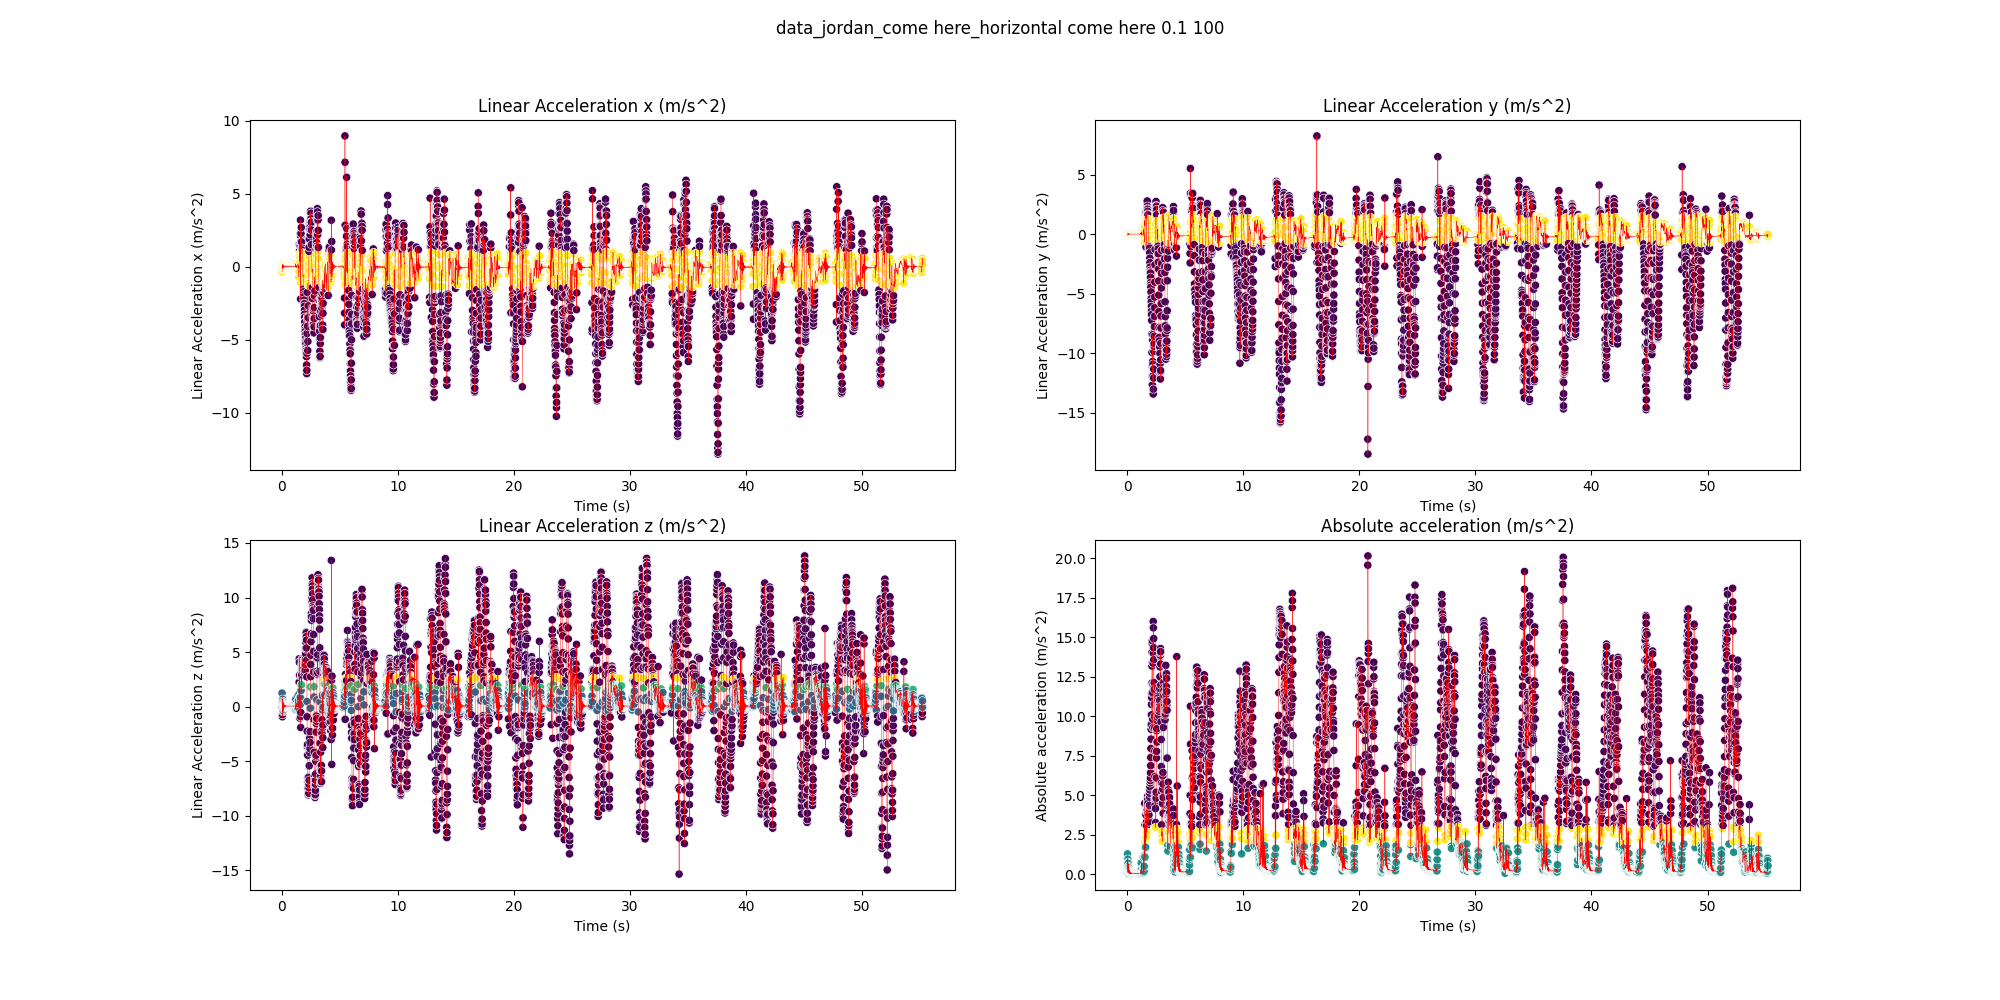 data_jordan_come here_horizontal come here 0.1 100
Linear Acceleration x (m/s^2)
Linear Acceleration x (m/s^2)
10
5
0
−5
−10
0 10 20 30 40 50
Time (s)
Linear Acceleration y (m/s^2)
Linear Acceleration y (m/s^2)
5
0
−5
−10
−15
0 10 20 30 40 50
Time (s)
Linear Acceleration z (m/s^2)
Linear Acceleration z (m/s^2)
15
10
5
0
−5
−10
−15
0 10 20 30 40 50
Time (s)
Absolute acceleration (m/s^2)
Absolute acceleration (m/s^2)
20.0
17.5
15.0
12.5
10.0
7.5
5.0
2.5
0.0
0 10 20 30 40 50
Time (s)